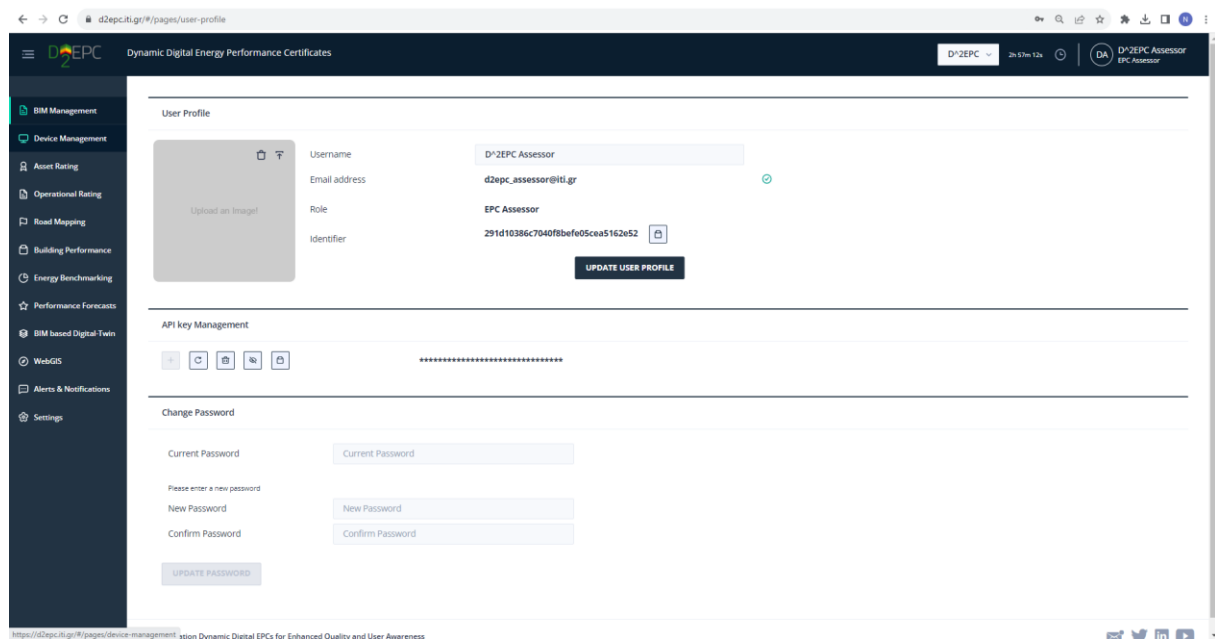 d2epc.iti.gr/#/pages/user-profile
N
D2EPC
Dynamic Digital Energy Performance Certificates
D^2EPC
2h 57m 12s
DA
D^2EPC Assessor
EPC Assessor
BIM Management
Device Management
Asset Rating
Operational Rating
Road Mapping
Building Performance
Energy Benchmarking
Performance Forecasts
BIM based Digital-Twin
WebGIS
Alerts & Notifications
Settings
User Profile
Upload an Image!
Username D^2EPC Assessor
Email address d2epc_assessor@iti.gr
Role EPC Assessor
Identifier 291d10386c7040f8befe05cea5162e52
UPDATE USER PROFILE
API key Management
*******************************
Change Password
Current Password Current Password
Please enter a new password
New Password New Password
Confirm Password Confirm Password
UPDATE PASSWORD
https://d2epc.iti.gr/#/pages/device-management
Dynamic Digital EPCs for Enhanced Quality and User Awareness